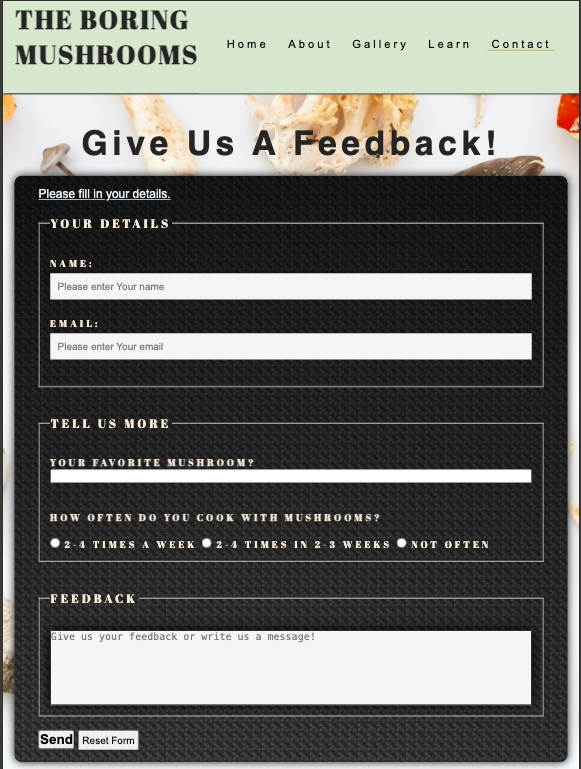 THE BORING
MUSHROOMS
Home About Gallery Learn Contact
Give Us A Feedback!
Please fill in your details.
YOUR DETAILS
NAME:
Please enter Your name
EMAIL:
Please enter Your email
TELL US MORE
YOUR FAVORITE MUSHROOM?
HOW OFTEN DO YOU COOK WITH MUSHROOMS?
2-4 TIMES A WEEK 2-4 TIMES IN 2-3 WEEKS NOT OFTEN
FEEDBACK
Give us your feedback or write us a message!
Send Reset Form